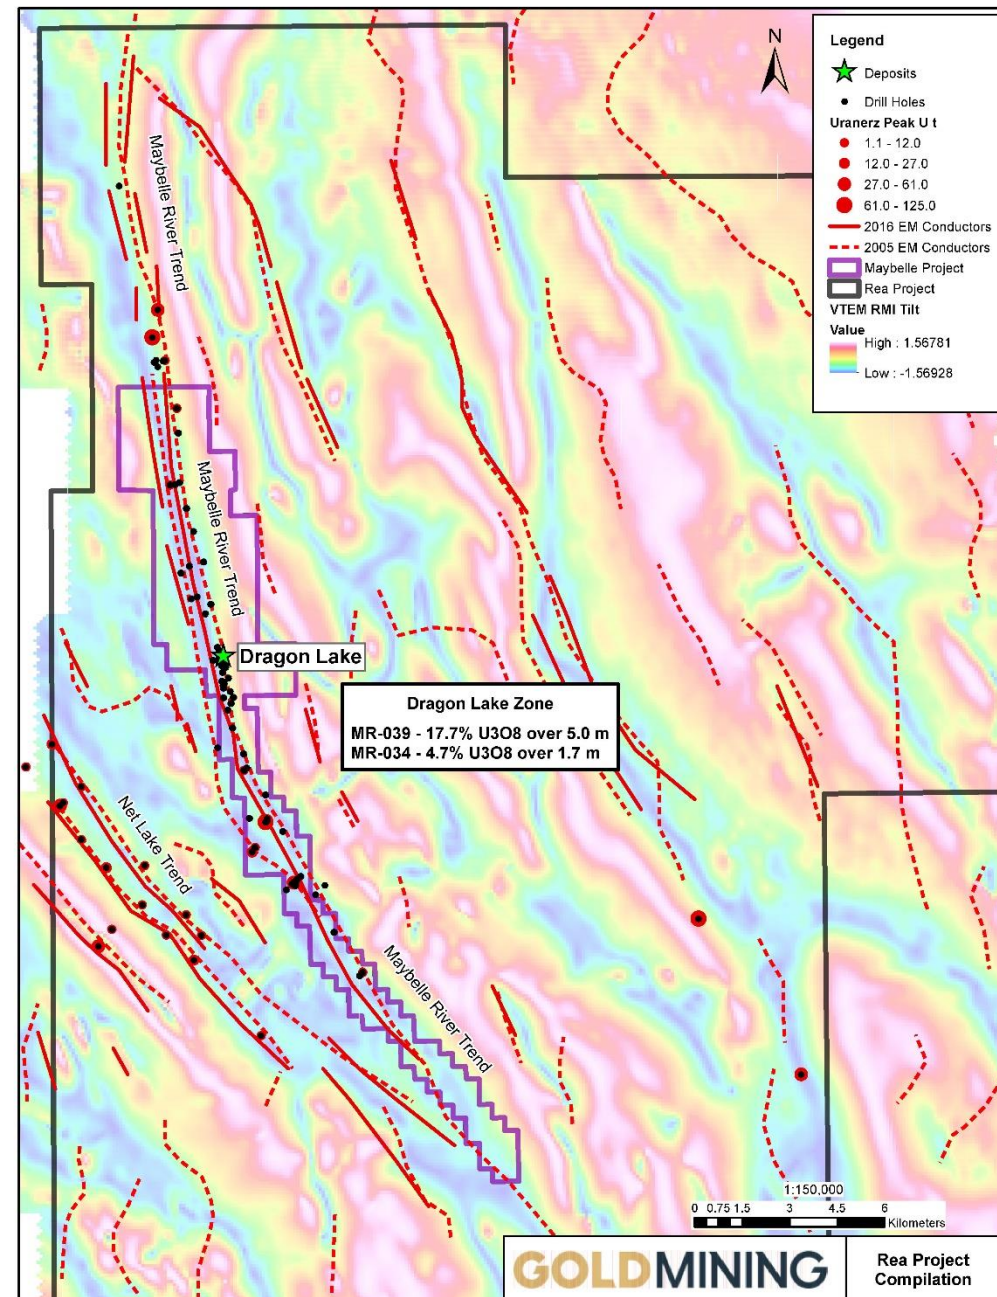 N
Legend
Deposits
Drill Holes
Uranerz Peak U t
1.1 - 12.0
12.0 - 27.0
27.0 - 61.0
61.0 - 125.0
2016 EM Conductors
2005 EM Conductors
Maybelle Project
Rea Project
VTEM RMI Tilt
Value
High : 1.56781
Low : -1.56928
Maybelle River Trend
Maybelle River Trend
Dragon Lake
Dragon Lake Zone
MR-039 - 17.7% U3O8 over 5.0 m
MR-034 - 4.7% U3O8 over 1.7 m
Net Lake Trend
Maybelle River Trend
1:150,000
0 0.75 1.5 3 4.5 6
Kilometers
GOLDMINING
Rea Project
Compilation